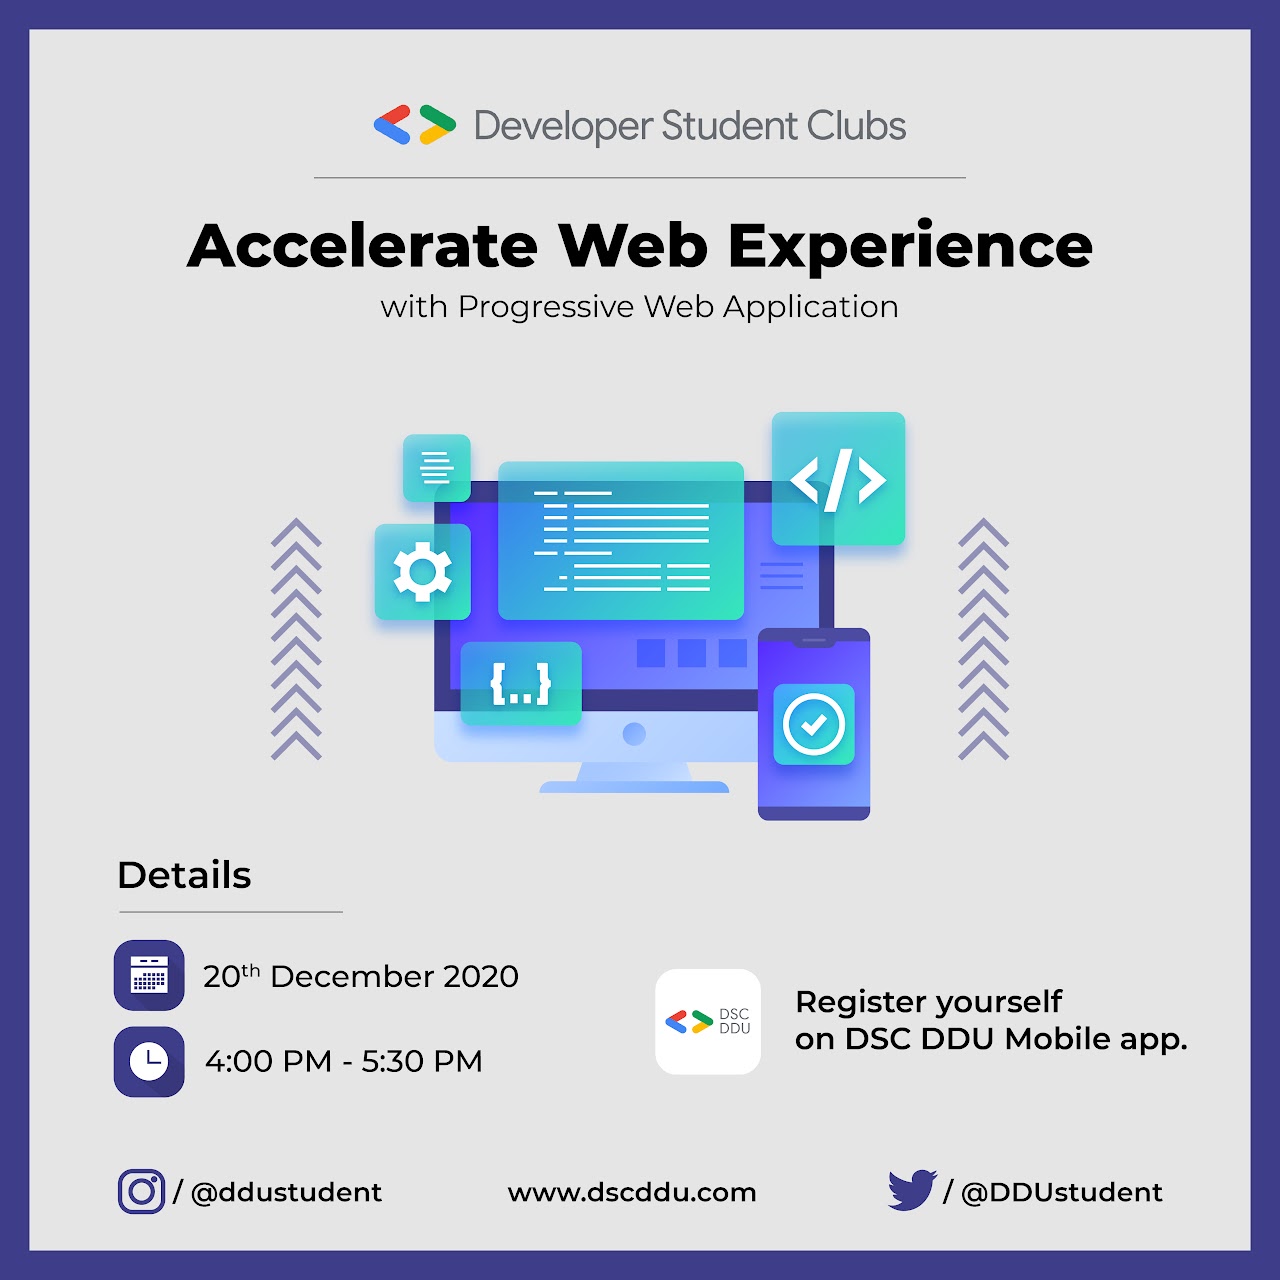 Developer Student Clubs
Accelerate Web Experience
with Progressive Web Application
</>
{..}
Details
20th December 2020
4:00 PM - 5:30 PM
DSC
DDU
Register yourself
on DSC DDU Mobile app.
/ @ddustudent
www.dscddu.com
/ @DDUstudent